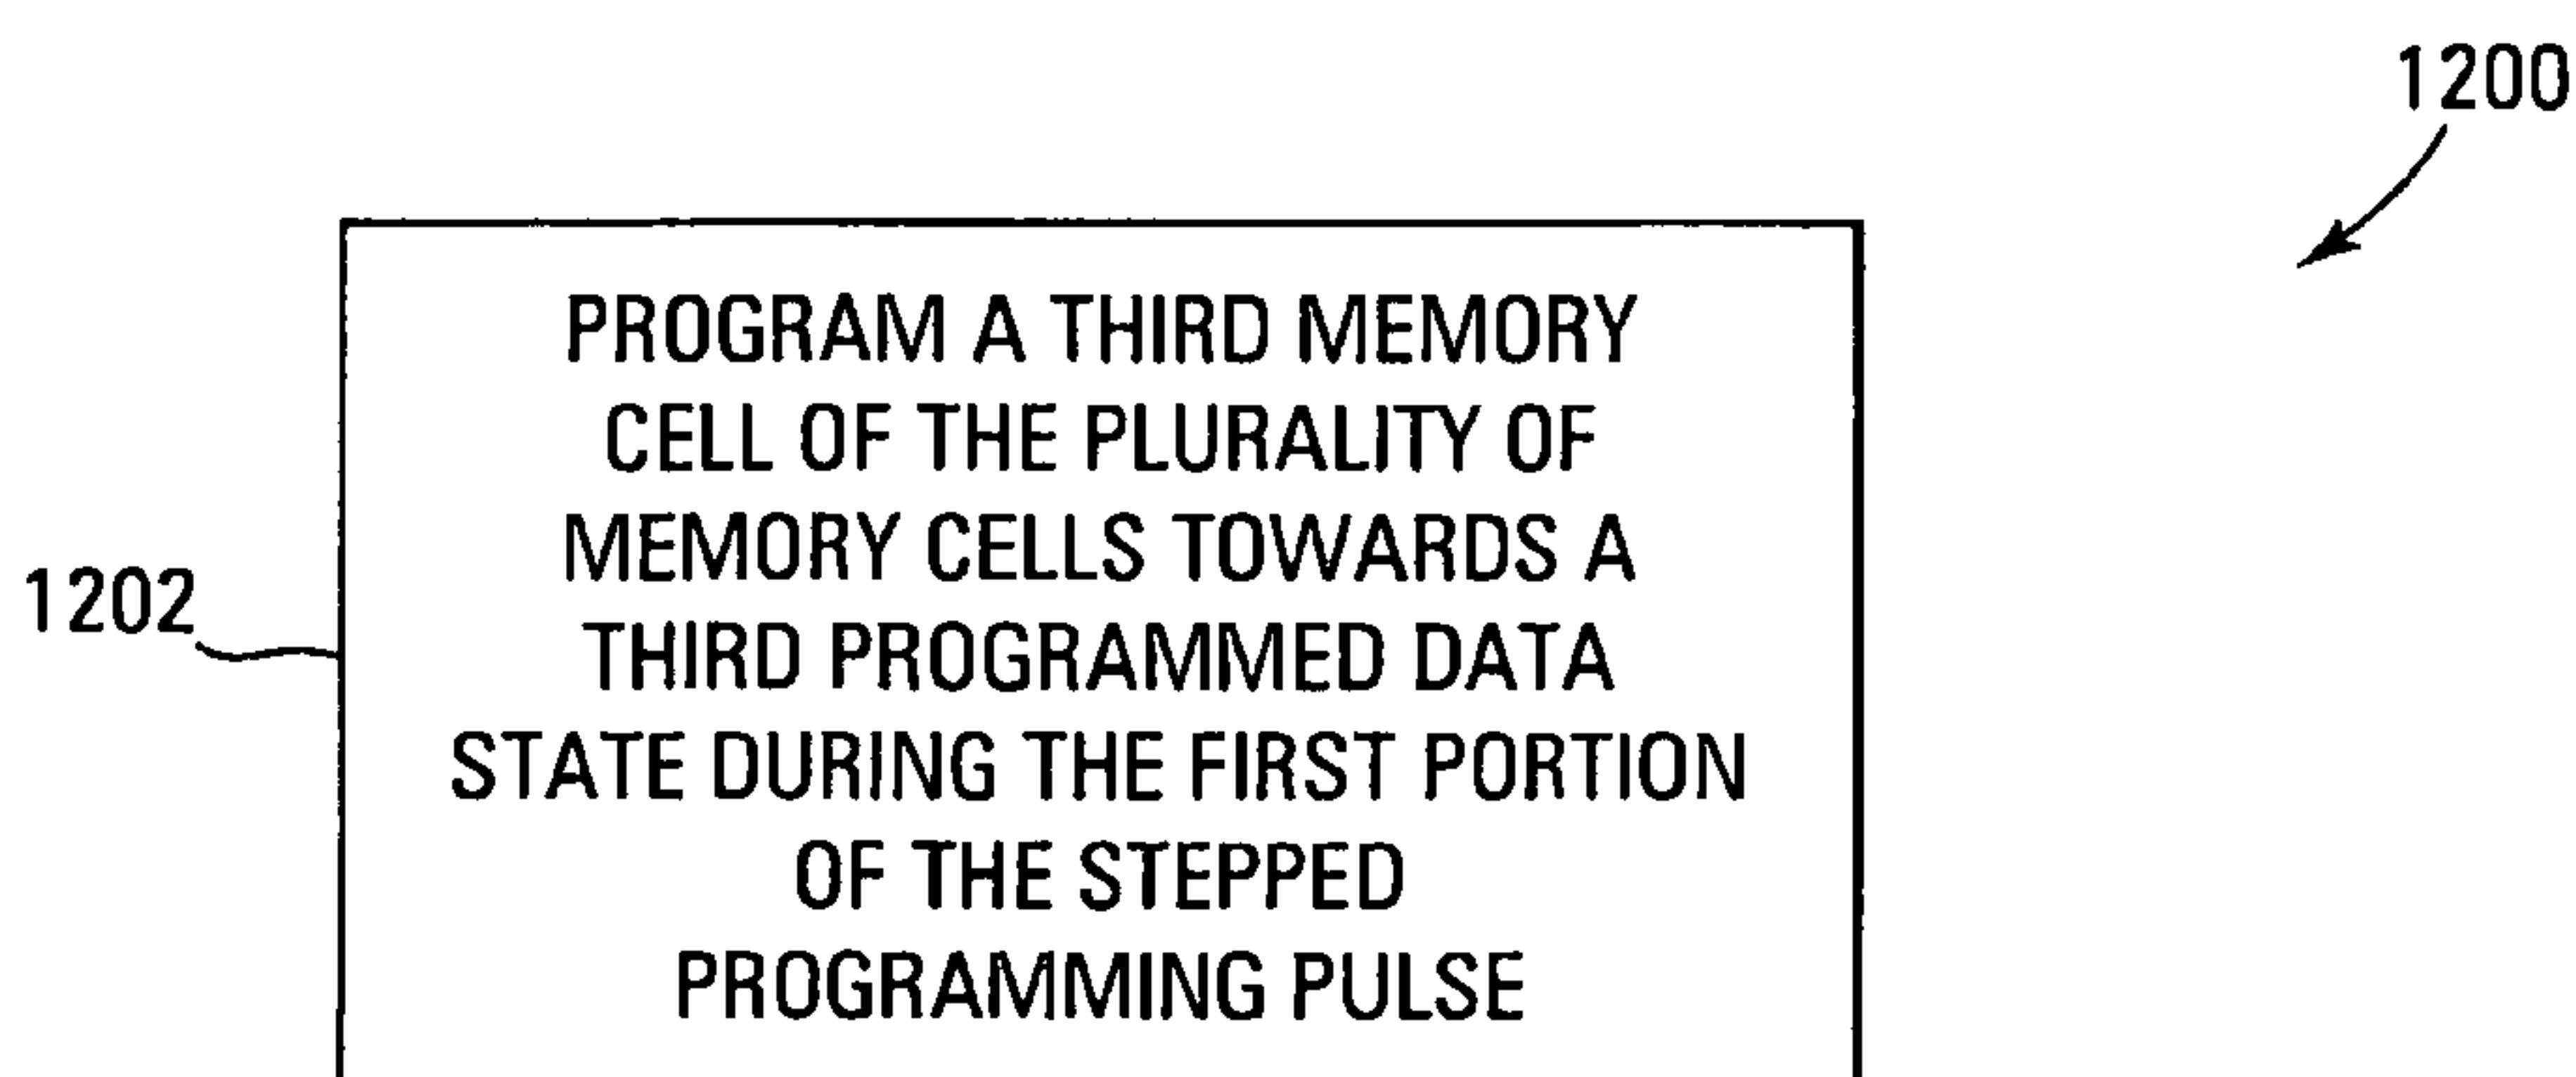 1200
PROGRAM A THIRD MEMORY
CELL OF THE PLURALITY OF
MEMORY CELLS TOWARDS A
1202
THIRD PROGRAMMED DATA
STATE DURING THE FIRST PORTION
OF THE STEPPED
PROGRAMMING PULSE